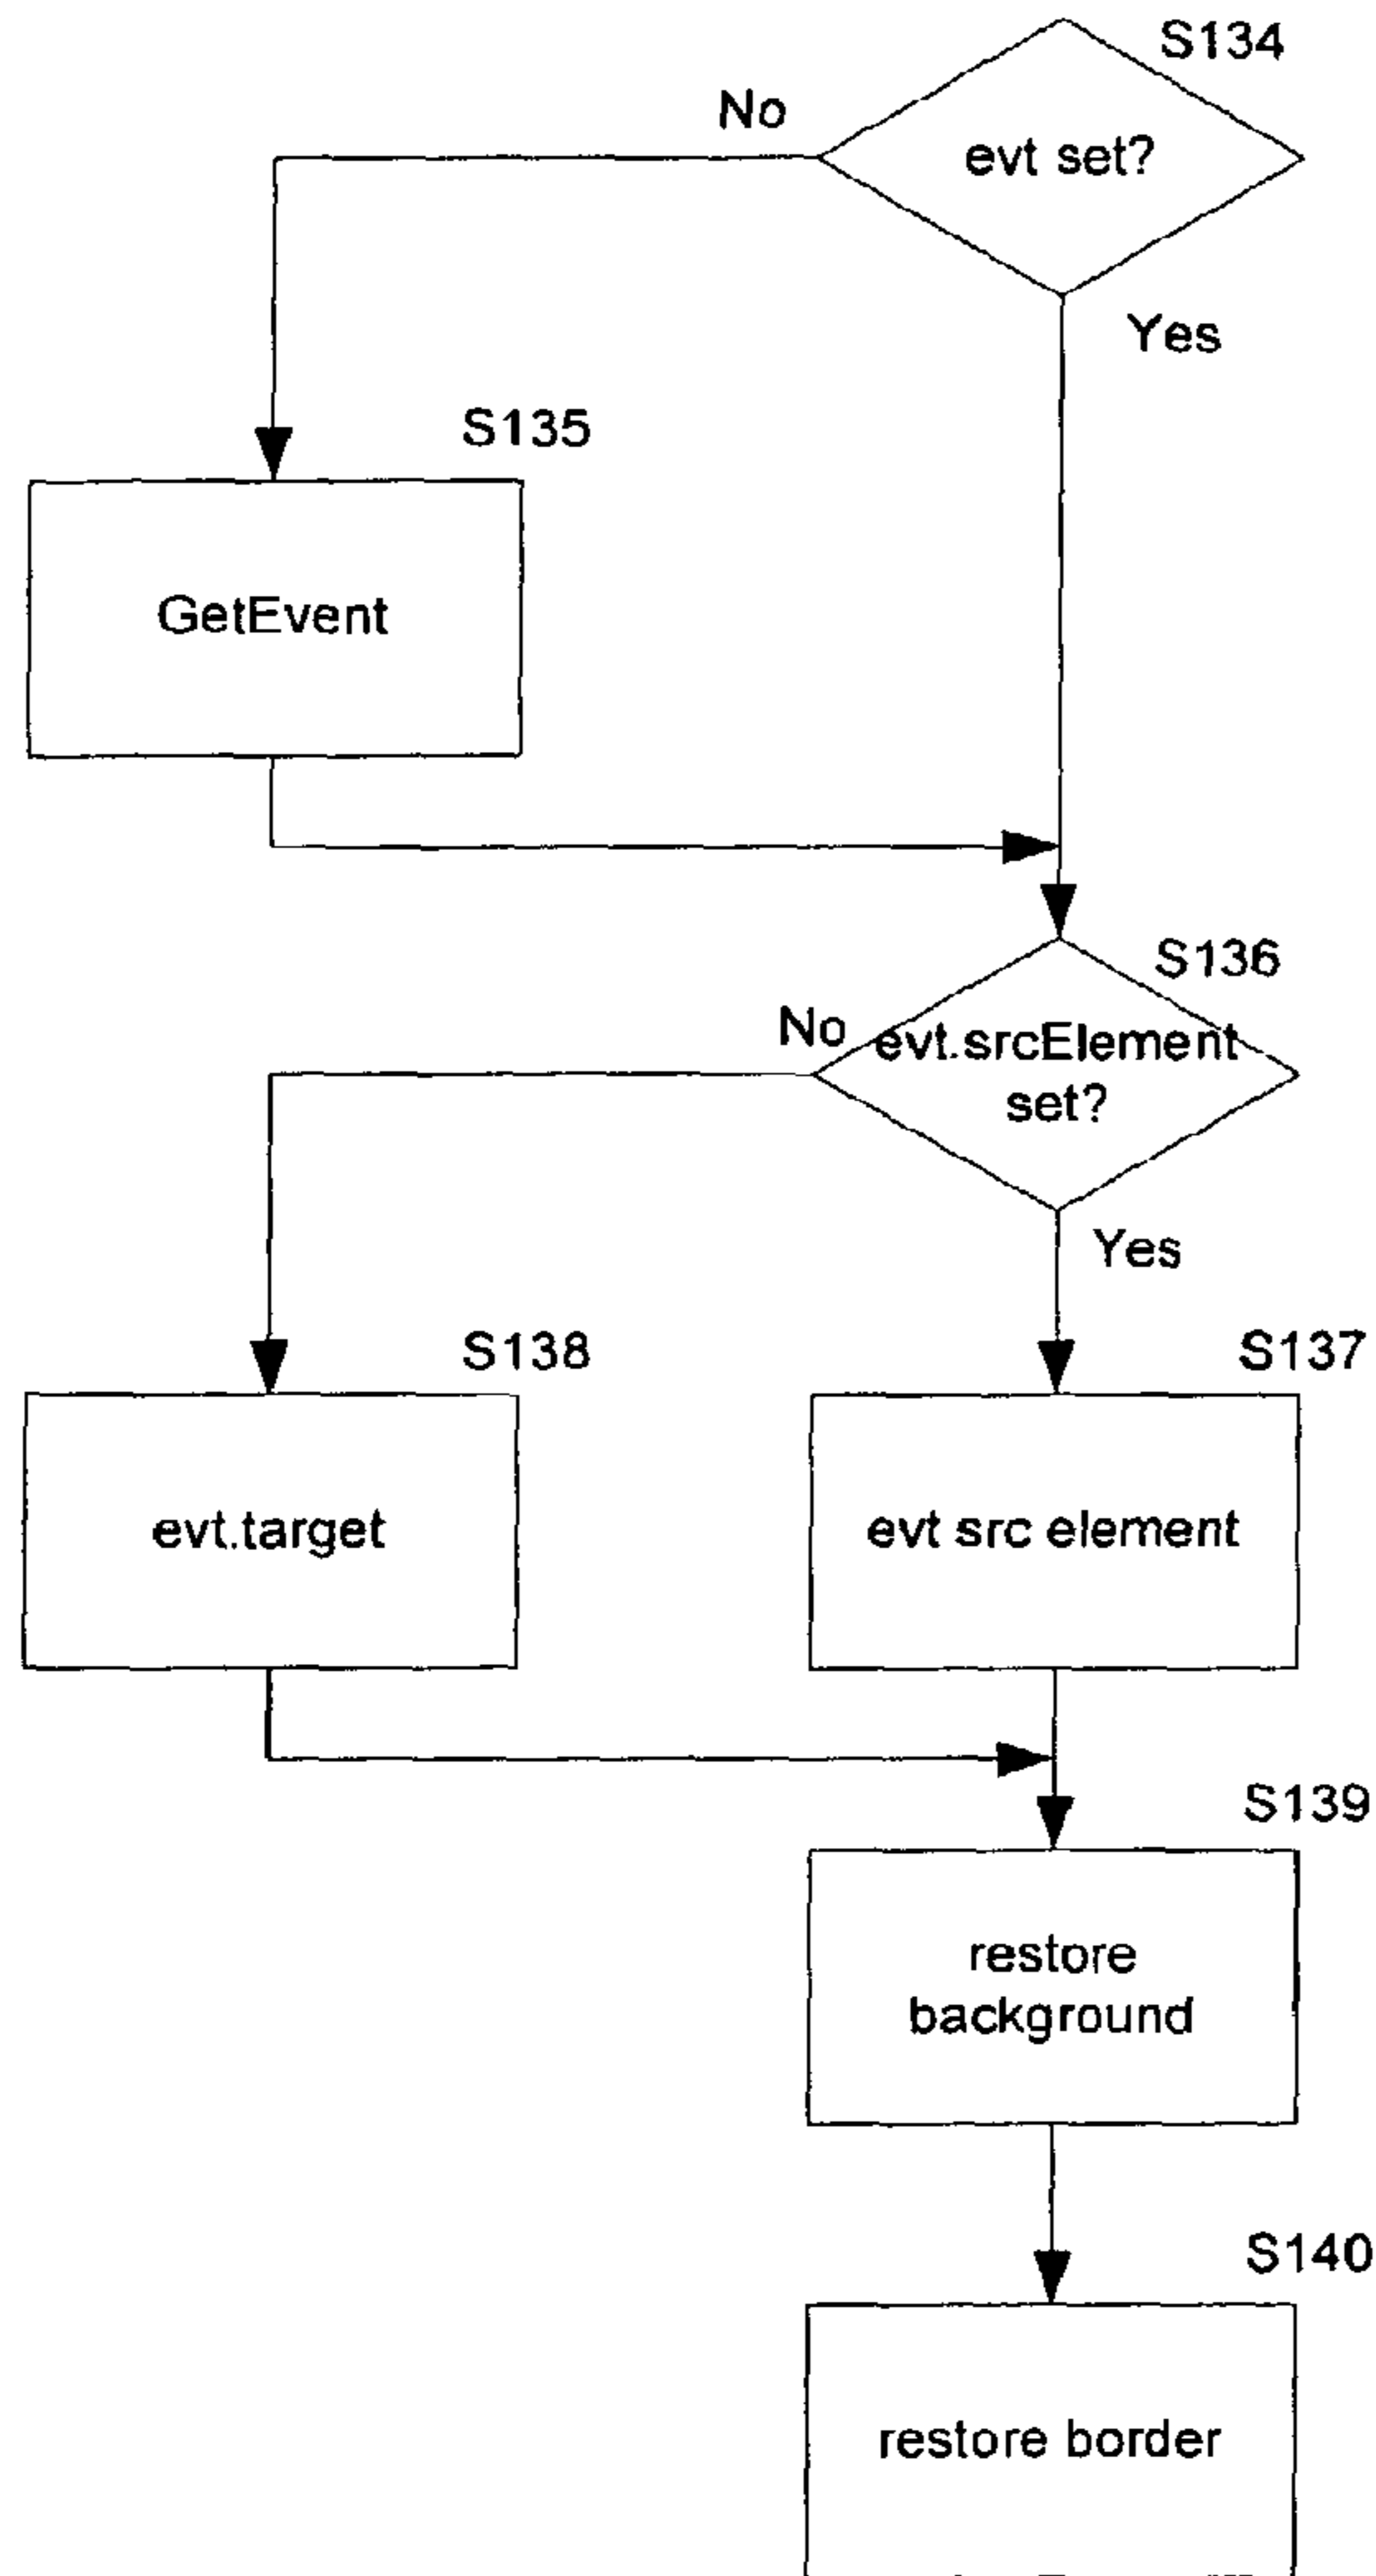 S134
No
evt set?
Yes
S135
GetEvent
S136
No
evt.srcElement
set?
Yes
S138
S137
evt.target
evt src element
S139
restore
background
S140
restore border